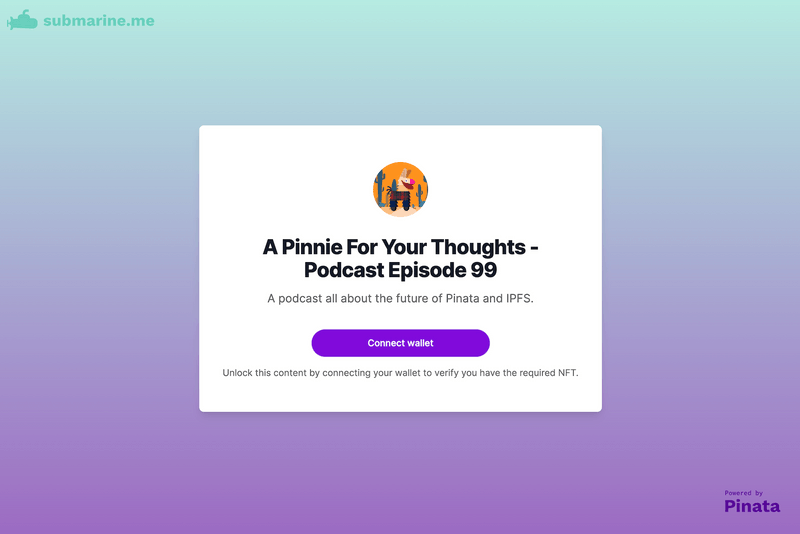 submarine.me
A Pinnie For Your Thoughts -
Podcast Episode 99
A podcast all about the future of Pinata and IPFS.
Connect wallet
Unlock this content by connecting your wallet to verify you have the required NFT.
Powered by
Pinata